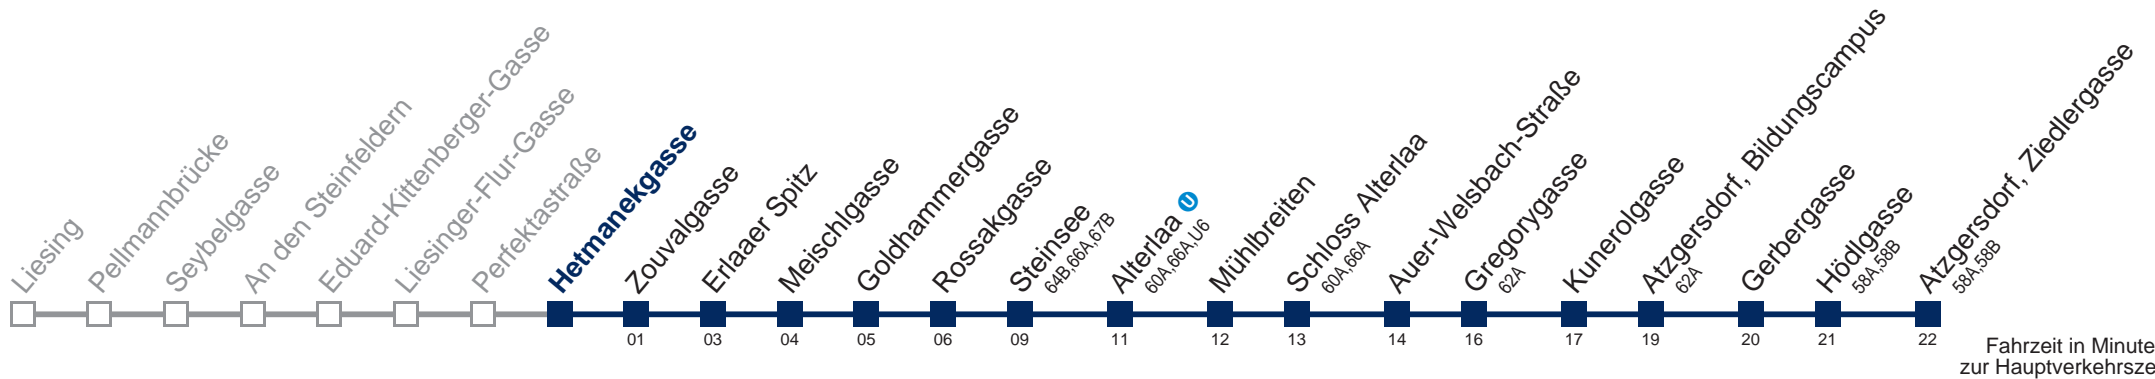 Liesing
Pellmannbrücke
Seybelgasse
An den Steinfeldern
Eduard-Kittenberger-Gasse
Liesinger-Flur-Gasse
Perfektastraße
Hetmanekgasse
Zouvalgasse
Erlaaer Spitz
Meischlgasse
Goldhammergasse
Rossakgasse
Steinsee
64B,66A,67B
Alterlaa U
60A,66A,U6
Mühlbreiten
Schloss Alterlaa
60A,66A
Auer-Welsbach-Straße
Gregorygasse
62A
Kunerolgasse
Atzgersdorf, Bildungscampus
62A
Gerbergasse
Hödlgasse
58A,58B
Atzgersdorf, Ziedlergasse
58A,58B
01 03 04 05 06 09 11 12 13 14 16 17 19 20 21 22
Fahrzeit in Minute
zur Hauptverkehrsze